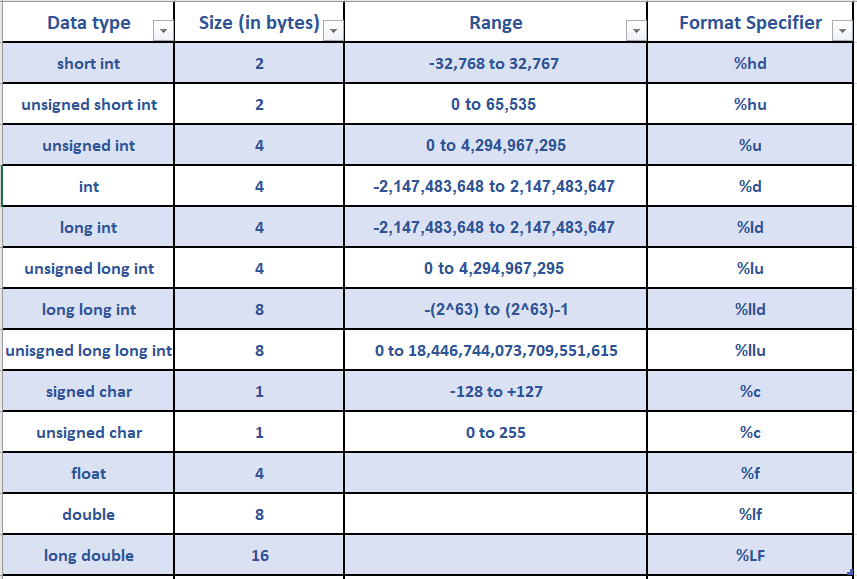 Data type Size (in bytes) Range Format Specifier
short int 2 -32,768 to 32,767 %hd
unsigned short int 2 0 to 65,535 %hu
unsigned int 4 0 to 4,294,967,295 %u
int 4 -2,147,483,648 to 2,147,483,647 %d
long int 4 -2,147,483,648 to 2,147,483,647 %ld
unsigned long int 4 0 to 4,294,967,295 %lu
long long int 8 -(2^63) to (2^63)-1 %lld
unisgned long long int 8 0 to 18,446,744,073,709,551,615 %llu
signed char 1 -128 to +127 %c
unsigned char 1 0 to 255 %c
float 4 %f
double 8 %lf
long double 16 %LF